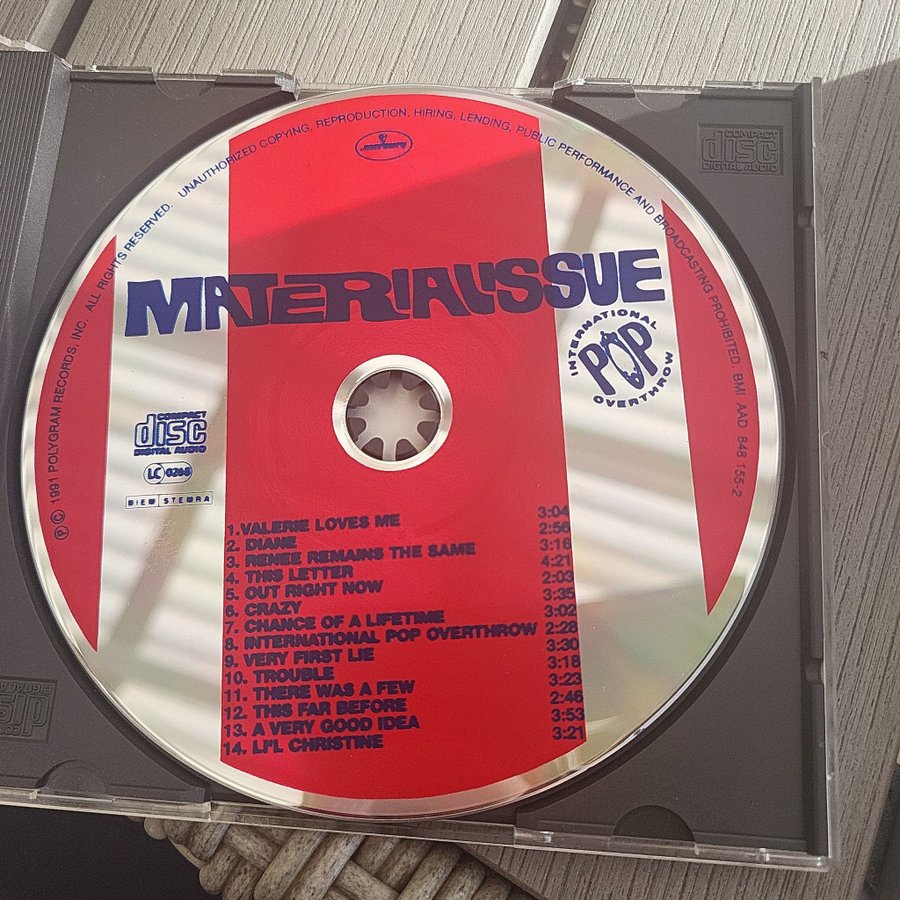 ℗ © 1991 POLYGRAM RECORDS, INC. ALL RIGHTS RESERVED. UNAUTHORIZED COPYING, REPRODUCTION, HIRING, LENDING, PUBLIC PERFORMANCE AND BROADCASTING PROHIBITED. BMI AAD 848 155-2
mercury
COMPACT
disc
DIGITAL AUDIO
MATERIAL ISSUE
INTERNATIONAL
POP
OVERTHROW
COMPACT
disc
DIGITAL AUDIO
LC 0268
BIEM STEMRA
1. VALERIE LOVES ME 3:04
2. DIANE 2:56
3. RENEE REMAINS THE SAME 3:16
4. THIS LETTER 4:21
5. OUT RIGHT NOW 2:03
6. CRAZY 3:35
7. CHANCE OF A LIFETIME 3:02
8. INTERNATIONAL POP OVERTHROW 2:28
9. VERY FIRST LIE 3:30
10. TROUBLE 3:18
11. THERE WAS A FEW 3:23
12. THIS FAR BEFORE 2:46
13. A VERY GOOD IDEA 3:53
14. LI'L CHRISTINE 3:21
disc
DIGITAL